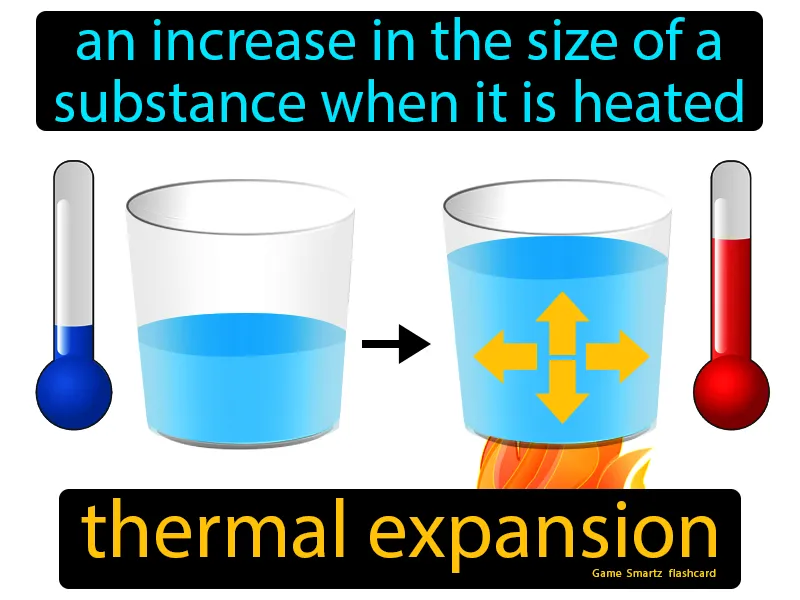 an increase in the size of a
substance when it is heated
thermal expansion
Game Smartz flashcard